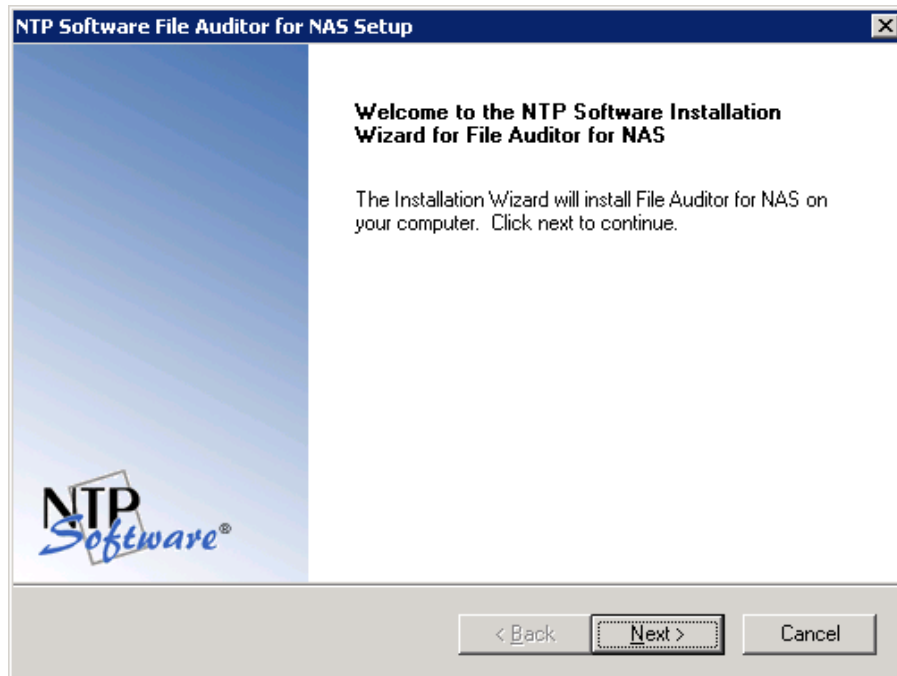 NTP Software File Auditor for NAS Setup
Welcome to the NTP Software Installation
Wizard for File Auditor for NAS
The Installation Wizard will install File Auditor for NAS on
your computer. Click next to continue.
NTP
Software®
< Back
Next >
Cancel